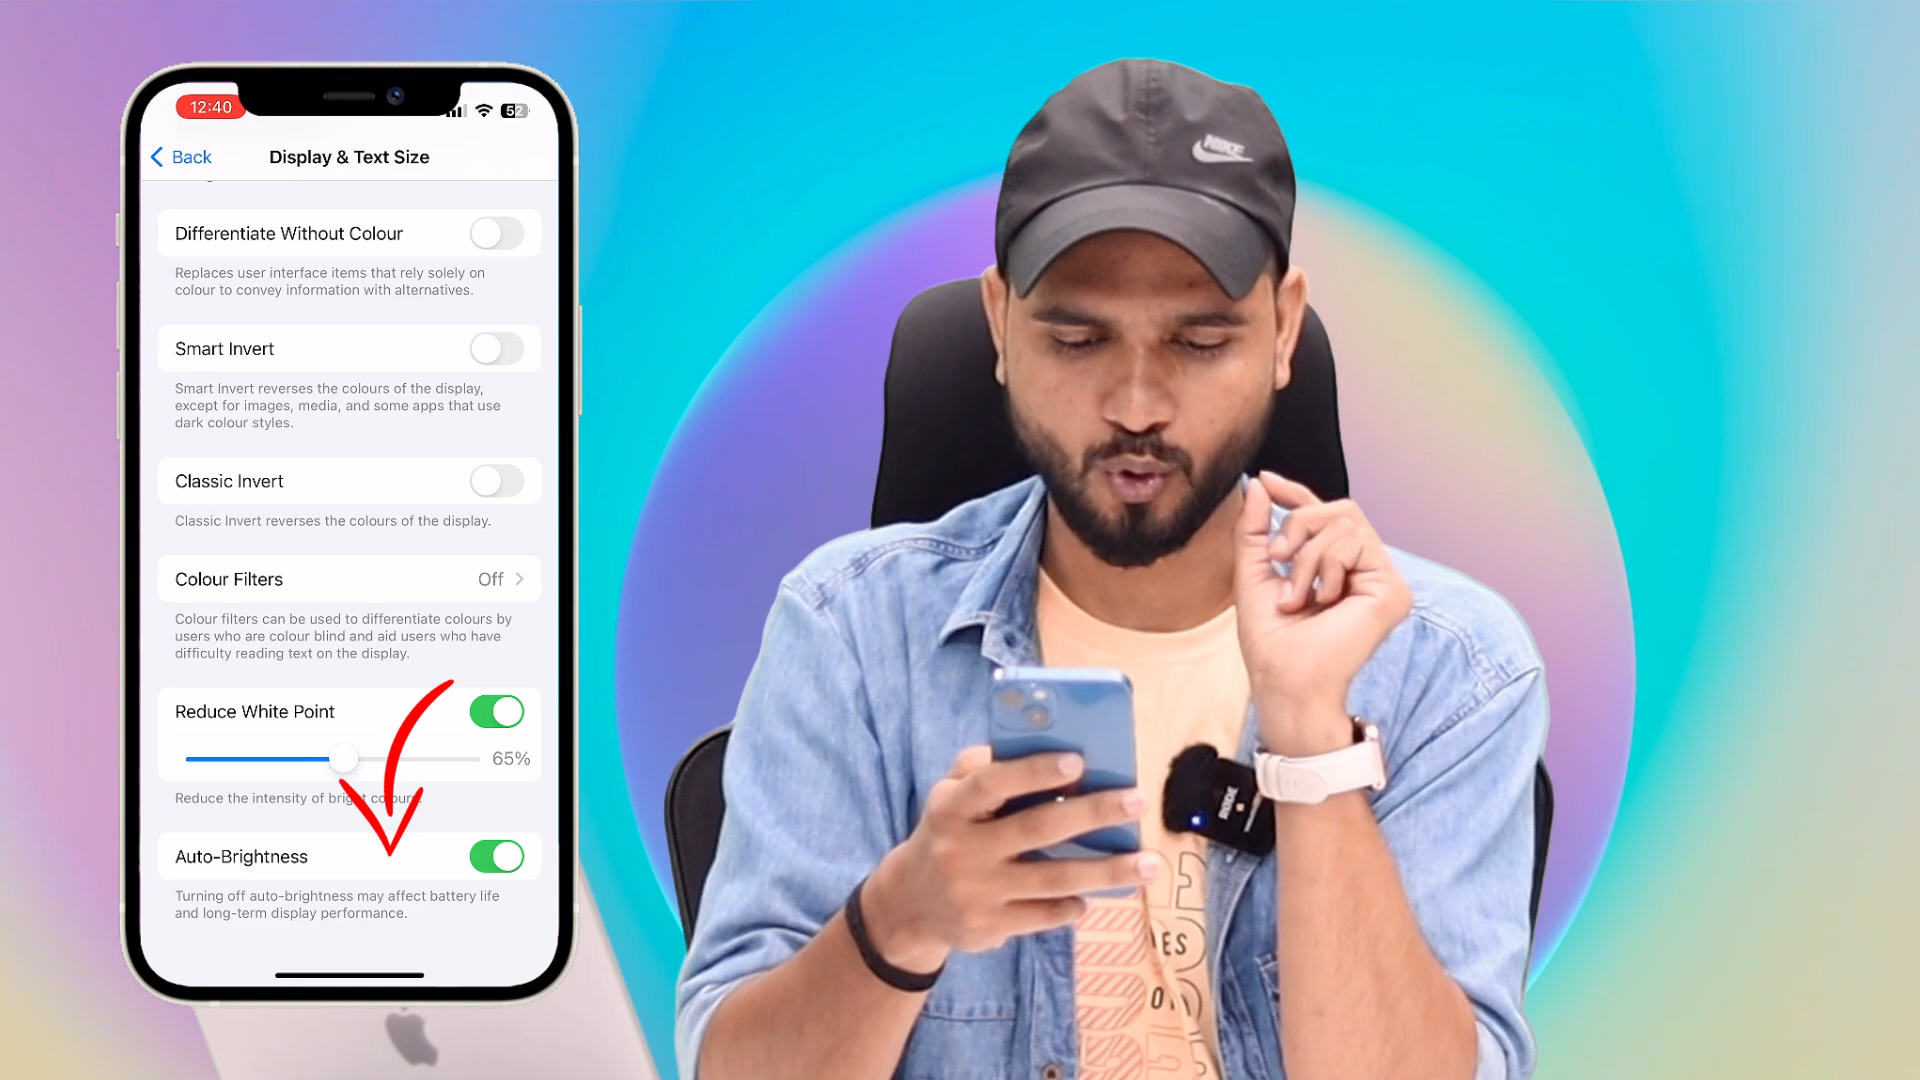 12:40
52
Back
Display & Text Size
Differentiate Without Colour
Replaces user interface items that rely solely on
colour to convey information with alternatives.
Smart Invert
Smart Invert reverses the colours of the display,
except for images, media, and some apps that use
dark colour styles.
Classic Invert
Classic Invert reverses the colours of the display.
Colour Filters
Off
Colour filters can be used to differentiate colours by
users who are colour blind and aid users who have
difficulty reading text on the display.
Reduce White Point
65%
Reduce the intensity of bright colours.
Auto-Brightness
Turning off auto-brightness may affect battery life
and long-term display performance.
NIKE
RØDE